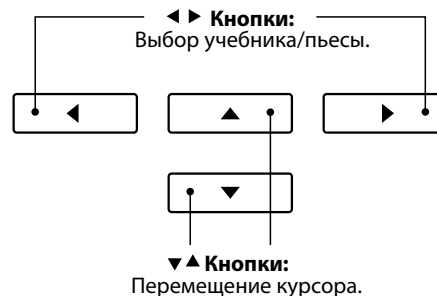 ◀ ▶ Кнопки:
Выбор учебника/пьесы.
◀
▲
▶
▼
▼▲ Кнопки:
Перемещение курсора.